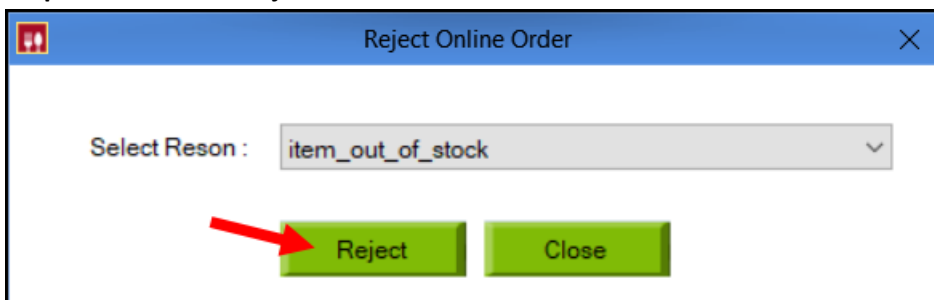 Reject Online Order
Select Reson :
item_out_of_stock
Reject
Close